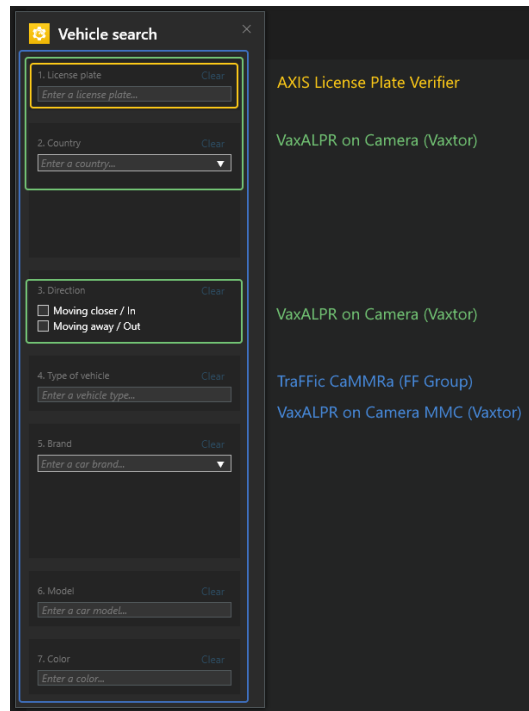 Vehicle search
1. License plate Clear
Enter a license plate...
AXIS License Plate Verifier
2. Country Clear
VaxALPR on Camera (Vaxtor)
Enter a country...
3. Direction Clear
Moving closer / In
VaxALPR on Camera (Vaxtor)
Moving away / Out
4. Type of vehicle Clear
TraFFic CaMMRa (FF Group)
Enter a vehicle type...
VaxALPR on Camera MMC (Vaxtor)
5. Brand Clear
Enter a car brand...
6. Model Clear
Enter a car model...
7. Color Clear
Enter a color...